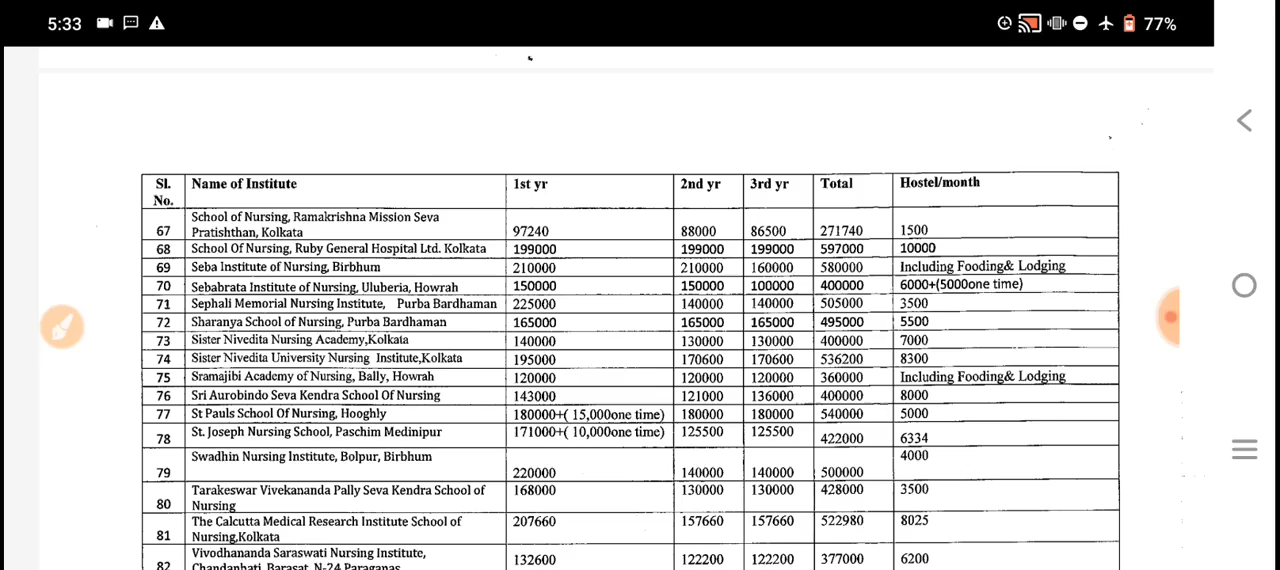 5:33 77%
Sl. No. Name of Institute 1st yr 2nd yr 3rd yr Total Hostel/month
School of Nursing, Ramakrishna Mission Seva
67 Pratishthan, Kolkata 97240 88000 86500 271740 1500
68 School Of Nursing, Ruby General Hospital Ltd. Kolkata 199000 199000 199000 597000 10000
69 Seba Institute of Nursing, Birbhum 210000 210000 160000 580000 Including Fooding& Lodging
70 Sebabrata Institute of Nursing, Uluberia, Howrah 150000 150000 100000 400000 6000+(5000one time)
71 Sephali Memorial Nursing Institute, Purba Bardhaman 225000 140000 140000 505000 3500
72 Sharanya School of Nursing, Purba Bardhaman 165000 165000 165000 495000 5500
73 Sister Nivedita Nursing Academy,Kolkata 140000 130000 130000 400000 7000
74 Sister Nivedita University Nursing Institute,Kolkata 195000 170600 170600 536200 8300
75 Sramajibi Academy of Nursing, Bally, Howrah 120000 120000 120000 360000 Including Fooding& Lodging
76 Sri Aurobindo Seva Kendra School Of Nursing 143000 121000 136000 400000 8000
77 St Pauls School Of Nursing, Hooghly 180000+( 15,000one time) 180000 180000 540000 5000
78 St. Joseph Nursing School, Paschim Medinipur 171000+( 10,000one time) 125500 125500 422000 6334
79 Swadhin Nursing Institute, Bolpur, Birbhum 220000 140000 140000 500000 4000
Tarakeswar Vivekananda Pally Seva Kendra School of 168000 130000 130000 428000 3500
80 Nursing
The Calcutta Medical Research Institute School of 207660 157660 157660 522980 8025
81 Nursing,Kolkata
Vivodhananda Saraswati Nursing Institute, 132600 122200 122200 377000 6200
82 Chandanhati, Barasat, N-24 Paraganas